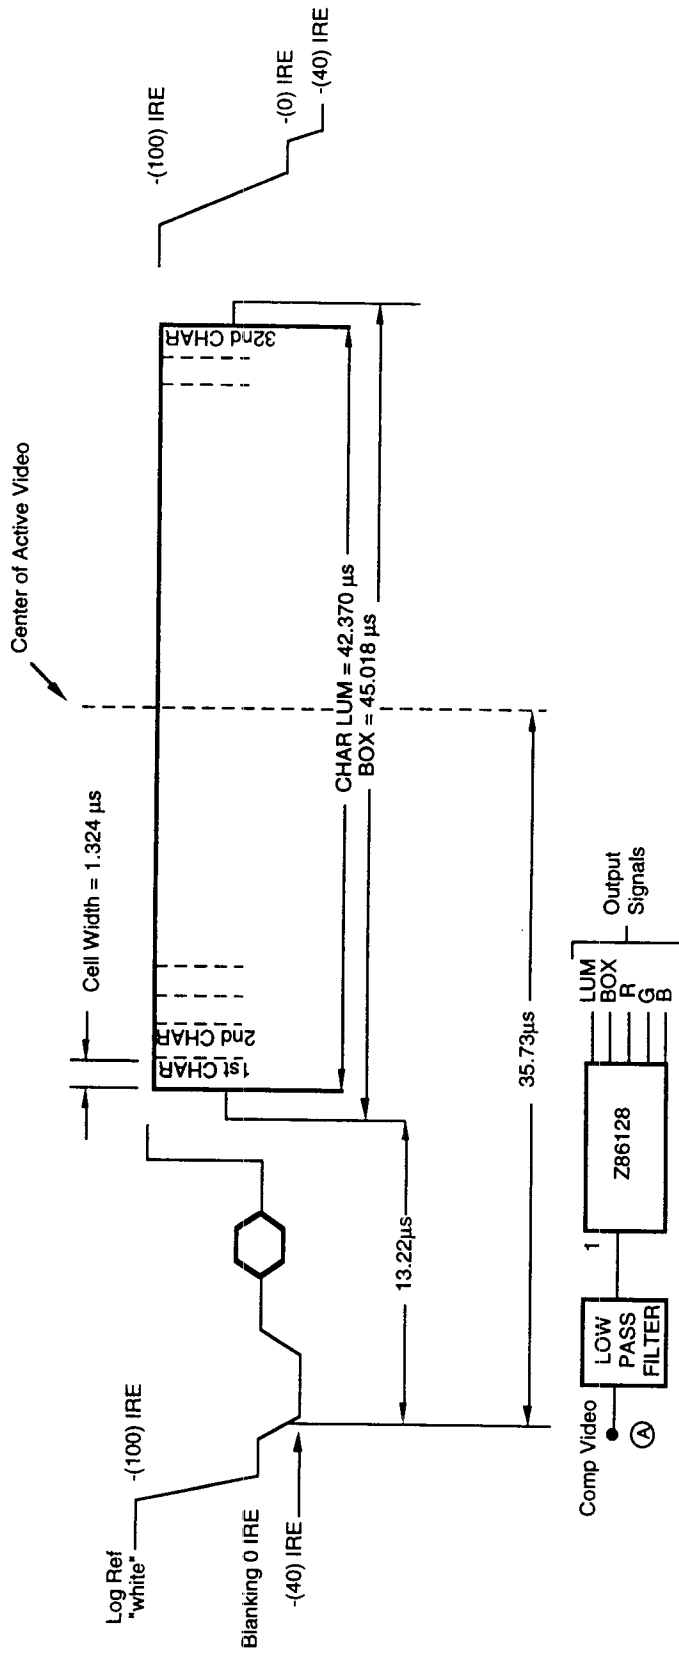 Center of Active Video
Cell Width = 1.324 µs
Log Ref
"white"
-(100) IRE
Blanking 0 IRE
-(40) IRE
1st CHAR
2nd CHAR
32nd CHAR
-(100) IRE
-(0) IRE
-(40) IRE
CHAR LUM = 42.370 µs
BOX = 45.018 µs
13.22µs
35.73µs
Comp Video
A
LOW
PASS
FILTER
1
Z86128
LUM
BOX
R
G
B
Output
Signals